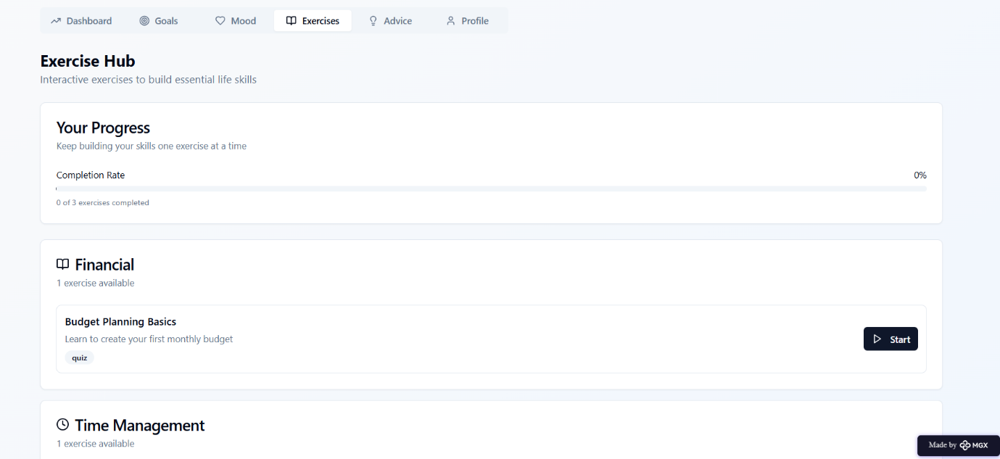 Dashboard Goals Mood Exercises Advice Profile
Exercise Hub
Interactive exercises to build essential life skills
Your Progress
Keep building your skills one exercise at a time
Completion Rate 0%
0 of 3 exercises completed
Financial
1 exercise available
Budget Planning Basics
Learn to create your first monthly budget
quiz
Start
Time Management
1 exercise available
Made by MGX